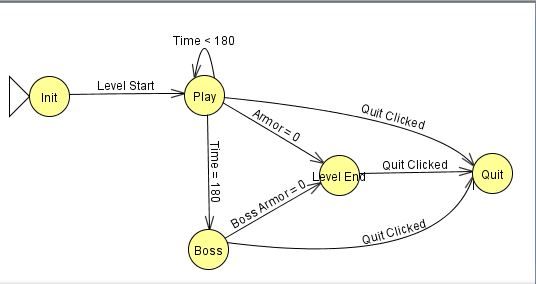 Time < 180
Init
Level Start
Play
Quit Clicked
Armor = 0
Time = 180
Level End
Quit Clicked
Quit
Boss Armor = 0
Boss
Quit Clicked